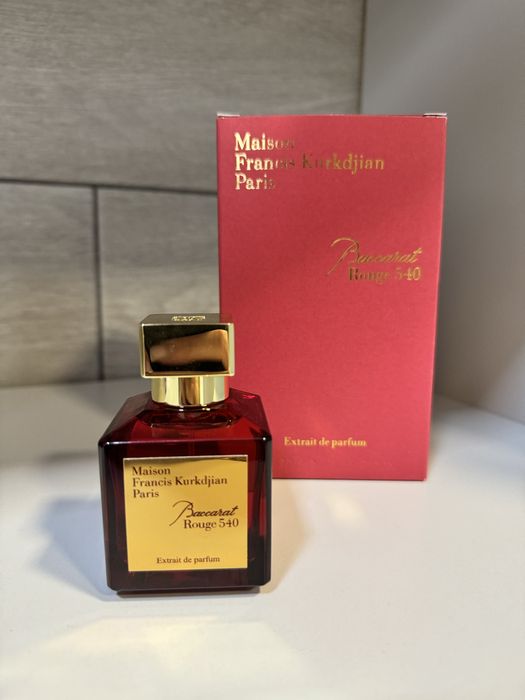 Maison
Francis Kurkdjian
Paris
Baccarat
Rouge 540
Extrait de parfum
Maison
Francis Kurkdjian
Paris
Baccarat
Rouge 540
Extrait de parfum